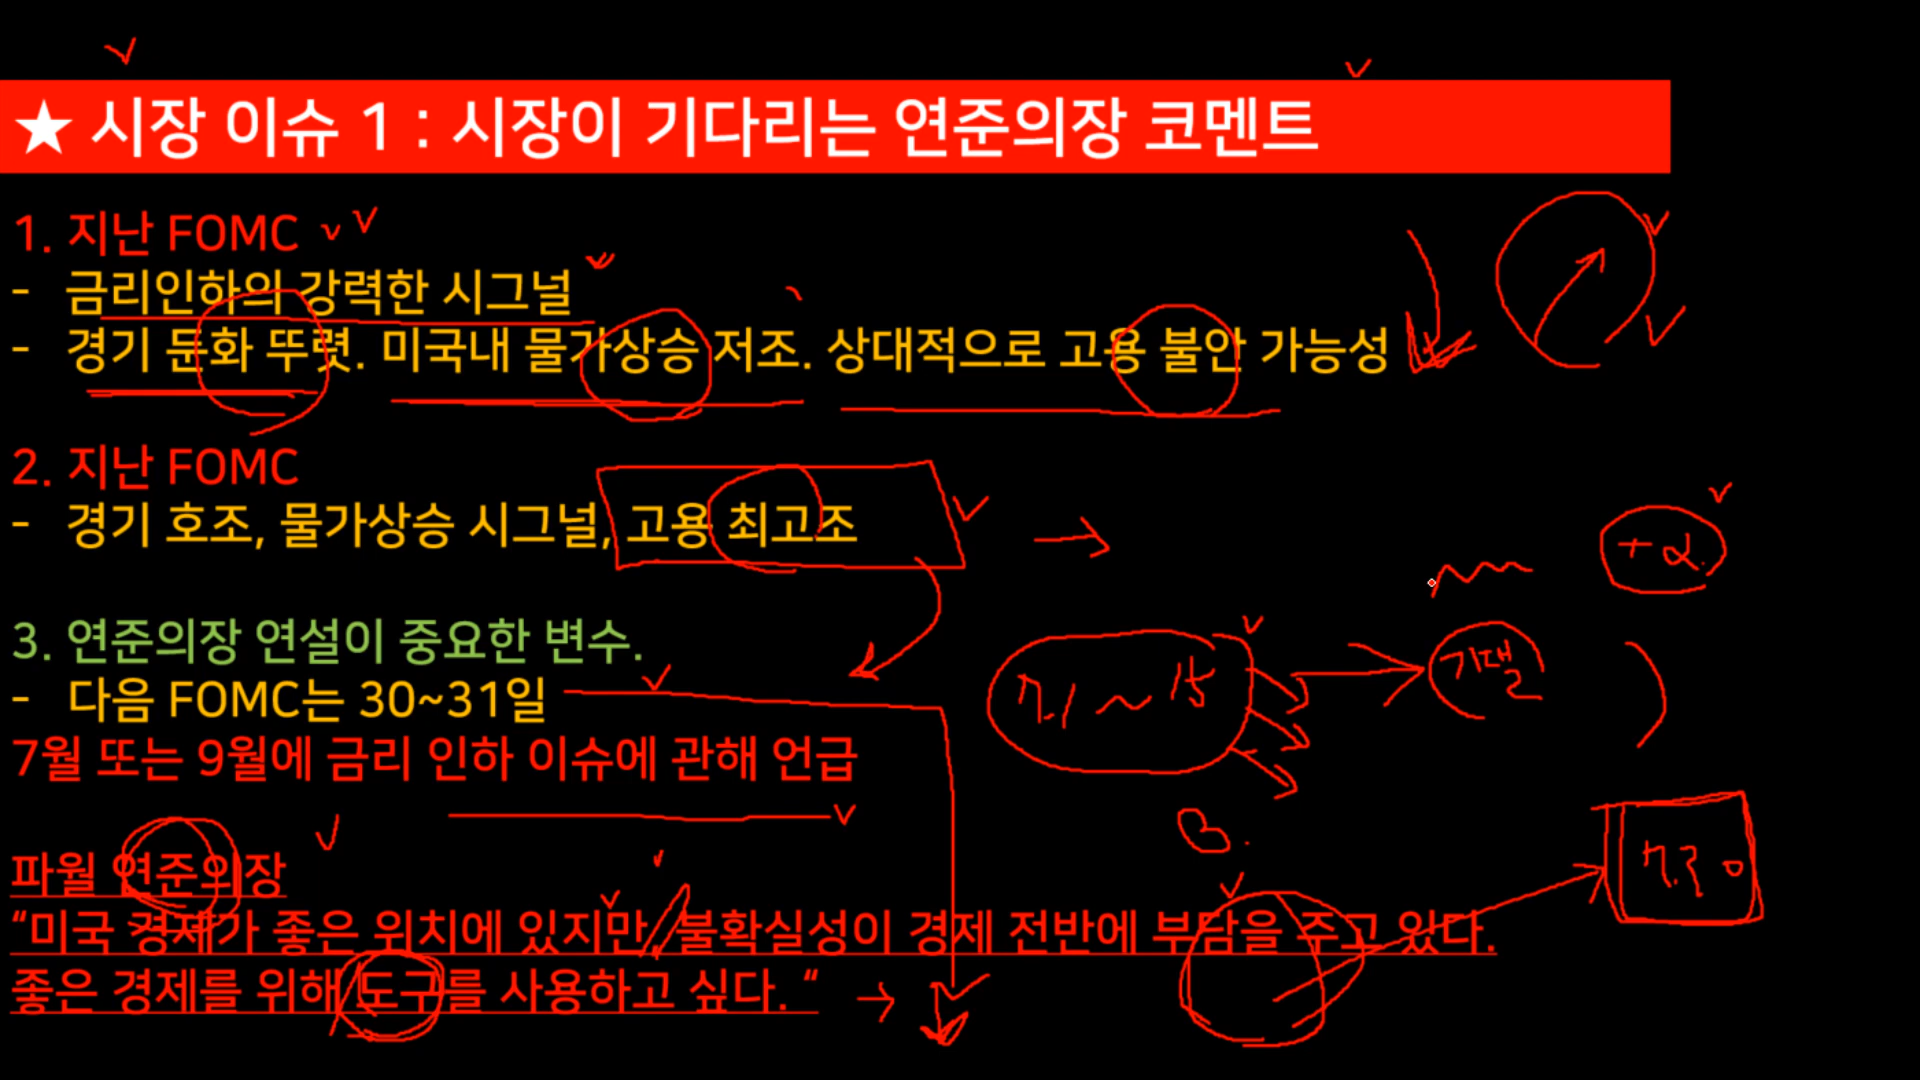 ★ 시장 이슈 1 : 시장이 기다리는 연준의장 코멘트
1. 지난 FOMC
- 금리인하의 강력한 시그널
- 경기 둔화 뚜렷. 미국내 물가상승 저조. 상대적으로 고용 불안 가능성
2. 지난 FOMC
- 경기 호조, 물가상승 시그널, 고용 최고조
+α.
3. 연준의장 연설이 중요한 변수.
- 다음 FOMC는 30~31일
7.1 ~ 15
7월 또는 9월에 금리 인하 이슈에 관해 언급
파월 연준의장
7.30
"미국 경제가 좋은 위치에 있지만, 불확실성이 경제 전반에 부담을 주고 있다.
좋은 경제를 위해 도구를 사용하고 싶다. "